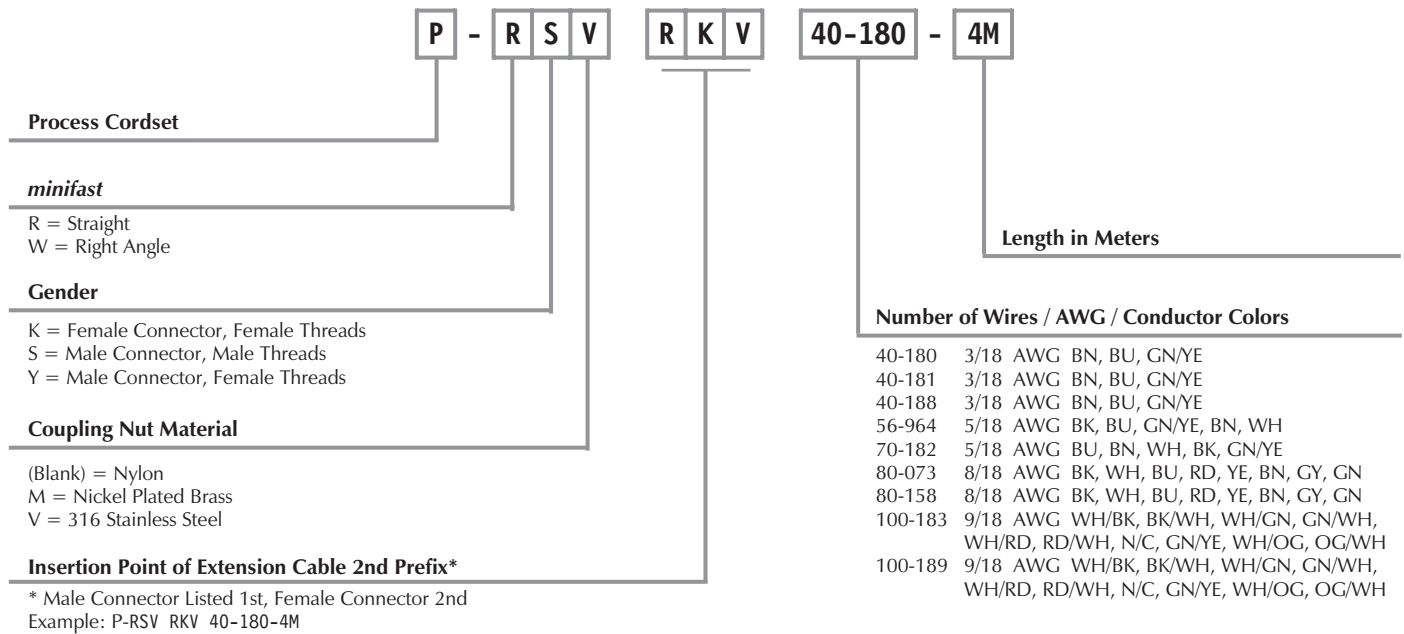 P - R S V R K V 40-180 - 4M
Process Cordset
minifast
R = Straight
W = Right Angle
Gender
K = Female Connector, Female Threads
S = Male Connector, Male Threads
Y = Male Connector, Female Threads
Coupling Nut Material
(Blank) = Nylon
M = Nickel Plated Brass
V = 316 Stainless Steel
Insertion Point of Extension Cable 2nd Prefix*
* Male Connector Listed 1st, Female Connector 2nd
Example: P-RSV RKV 40-180-4M
Length in Meters
Number of Wires / AWG / Conductor Colors
40-180 3/18 AWG BN, BU, GN/YE
40-181 3/18 AWG BN, BU, GN/YE
40-188 3/18 AWG BN, BU, GN/YE
56-964 5/18 AWG BK, BU, GN/YE, BN, WH
70-182 5/18 AWG BU, BN, WH, BK, GN/YE
80-073 8/18 AWG BK, WH, BU, RD, YE, BN, GY, GN
80-158 8/18 AWG BK, WH, BU, RD, YE, BN, GY, GN
100-183 9/18 AWG WH/BK, BK/WH, WH/GN, GN/WH,
WH/RD, RD/WH, N/C, GN/YE, WH/OG, OG/WH
100-189 9/18 AWG WH/BK, BK/WH, WH/GN, GN/WH,
WH/RD, RD/WH, N/C, GN/YE, WH/OG, OG/WH